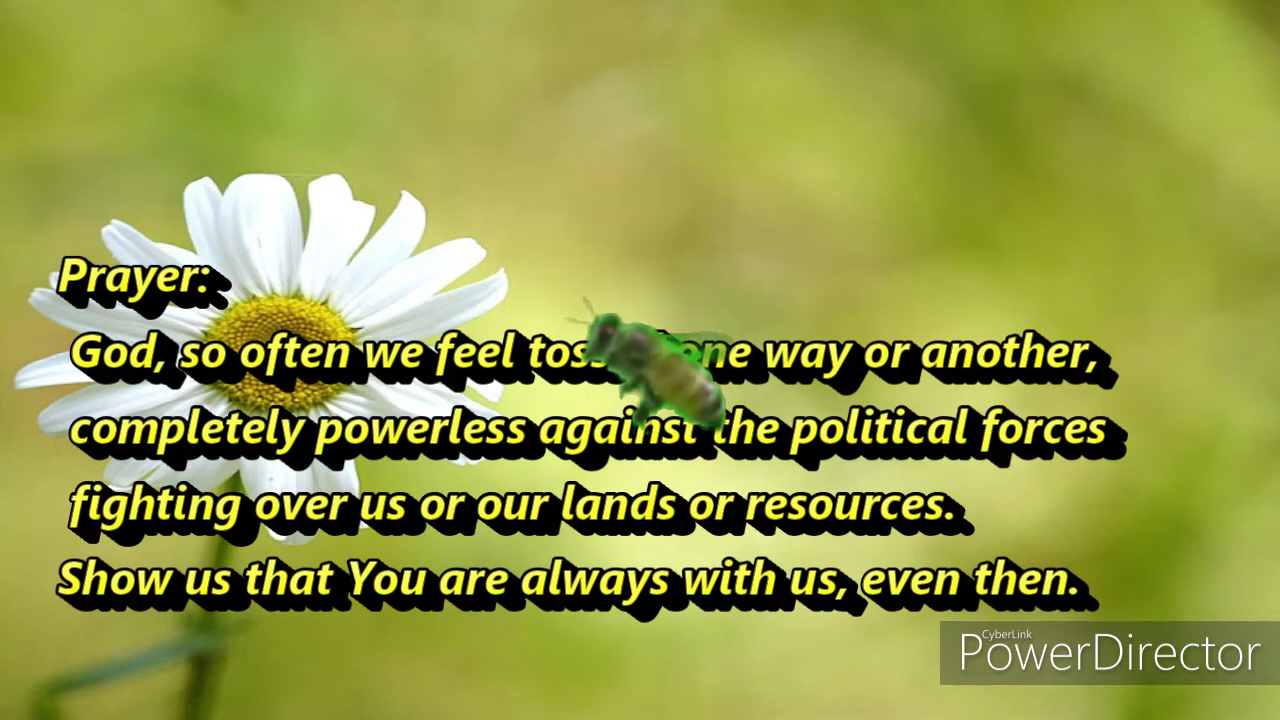 Prayer:
God, so often we feel one way or another,
completely powerless against the political forces
fighting over us or our lands or resources.
Show us that You are always with us, even then.
CyberLink
PowerDirector